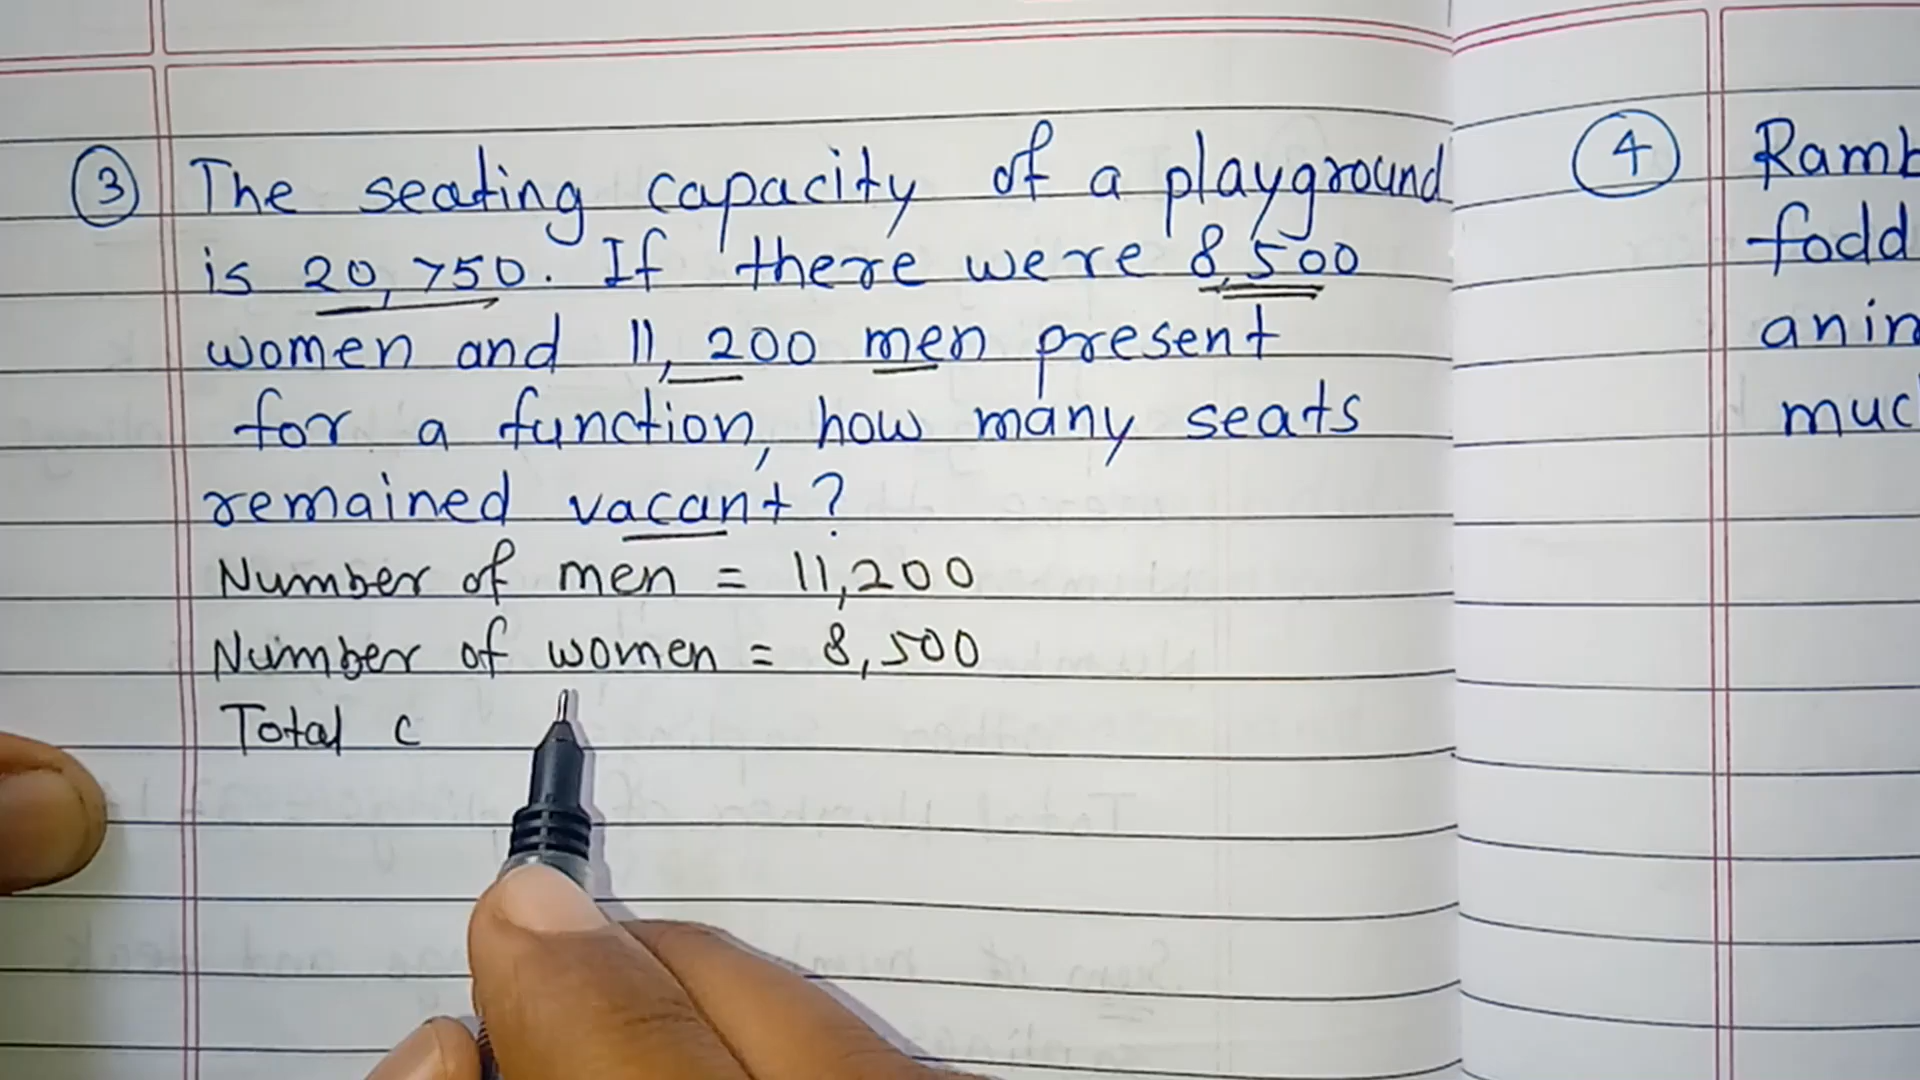 ③ The seating capacity of a playground
is 20,750. If there were 8,500
women and 11,200 men present
for a function, how many seats
remained vacant?
Number of men = 11,200
Number of women = 8,500
Total c
④ Ramb
fodd
anim
muc